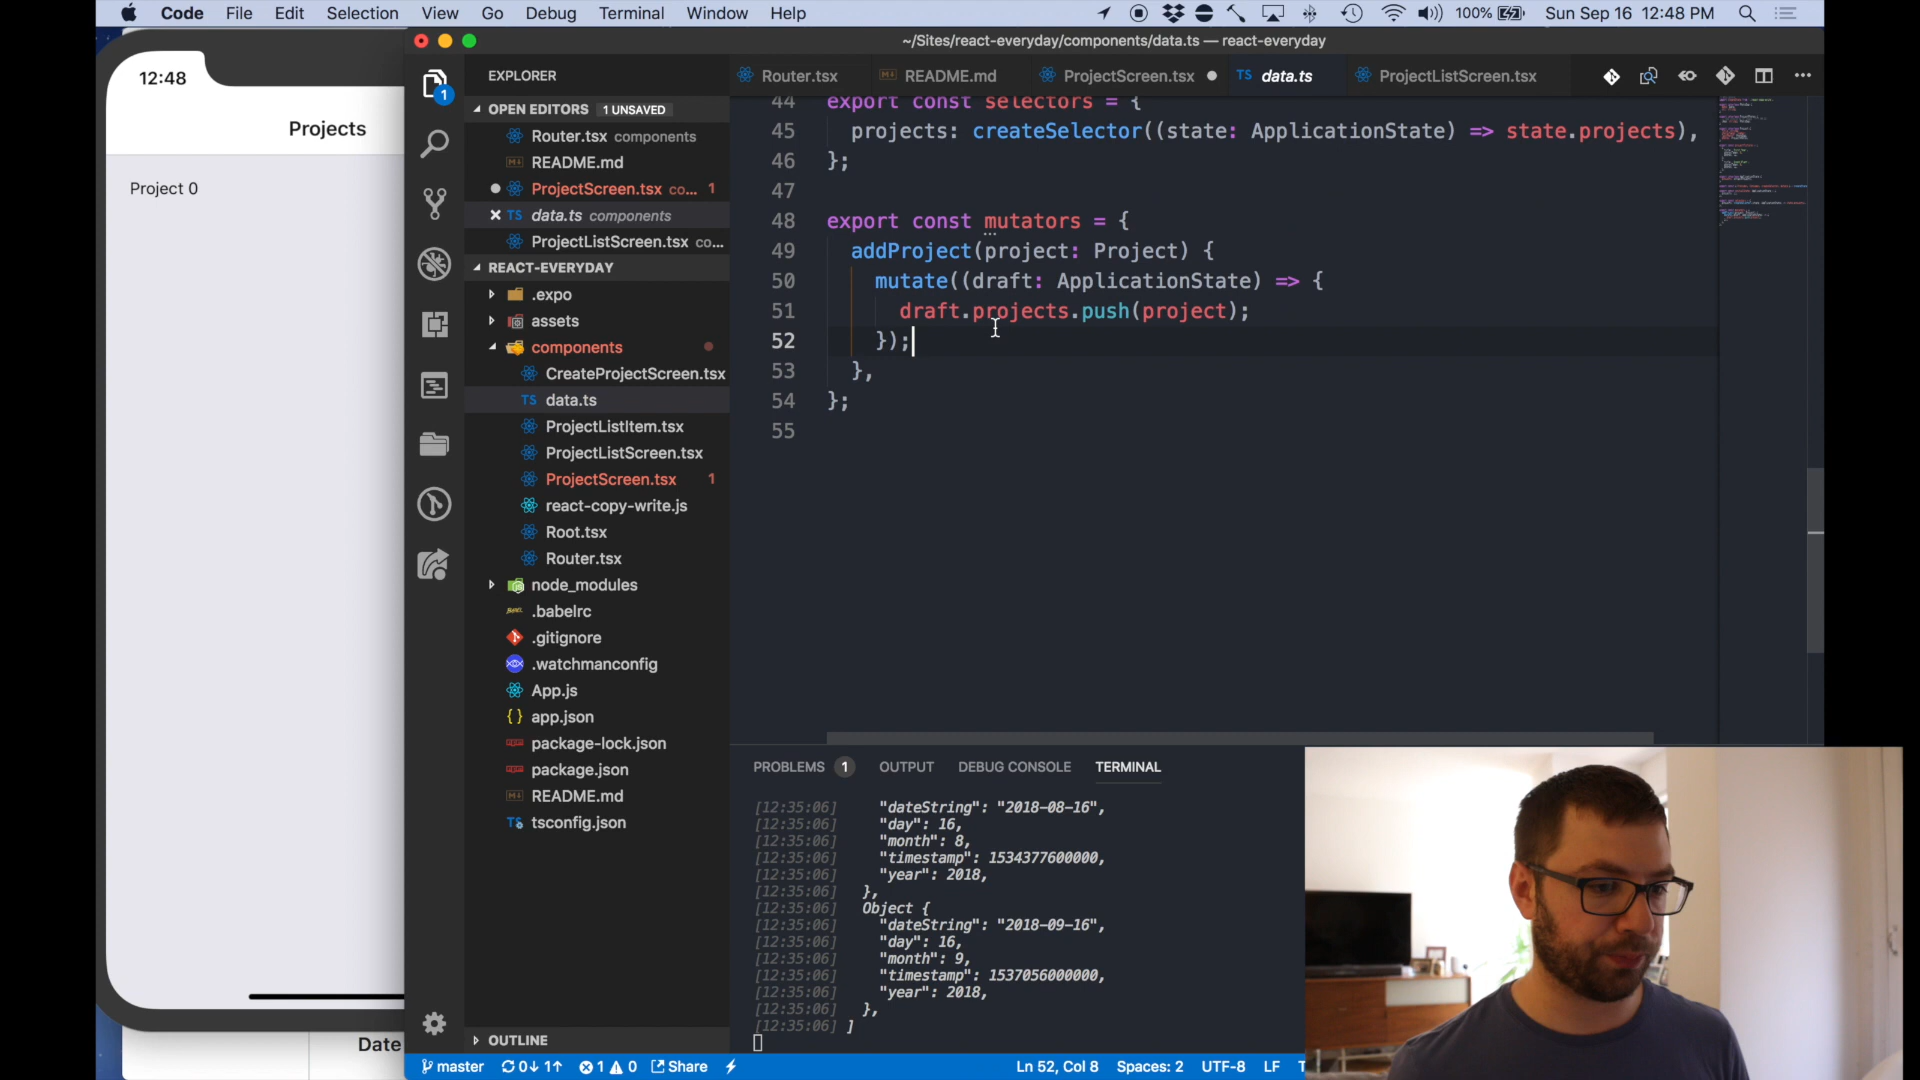 Code File Edit Selection View Go Debug Terminal Window Help 100% Sun Sep 16 12:48 PM
~/Sites/react-everyday/components/data.ts — react-everyday
12:48
Projects
Project 0
Date
EXPLORER
OPEN EDITORS 1 UNSAVED
Router.tsx components
README.md
ProjectScreen.tsx co... 1
data.ts components
ProjectListScreen.tsx co...
REACT-EVERYDAY
.expo
assets
components
CreateProjectScreen.tsx
TS data.ts
ProjectListItem.tsx
ProjectListScreen.tsx
ProjectScreen.tsx 1
react-copy-write.js
Root.tsx
Router.tsx
node_modules
.babelrc
.gitignore
.watchmanconfig
App.js
{ } app.json
package-lock.json
package.json
README.md
tsconfig.json
OUTLINE
Router.tsx README.md ProjectScreen.tsx TS data.ts ProjectListScreen.tsx
44 export const selectors = {
45 projects: createSelector((state: ApplicationState) => state.projects),
46 };
47
48 export const mutators = {
49 addProject(project: Project) {
50 mutate((draft: ApplicationState) => {
51 draft.projects.push(project);
52 });
53 },
54 };
55
PROBLEMS 1 OUTPUT DEBUG CONSOLE TERMINAL
[12:35:06] "dateString": "2018-08-16",
[12:35:06] "day": 16,
[12:35:06] "month": 8,
[12:35:06] "timestamp": 1534377600000,
[12:35:06] "year": 2018,
[12:35:06] },
[12:35:06] Object {
[12:35:06] "dateString": "2018-09-16",
[12:35:06] "day": 16,
[12:35:06] "month": 9,
[12:35:06] "timestamp": 1537056000000,
[12:35:06] "year": 2018,
[12:35:06] },
[12:35:06] ]
master 0↓ 1↑ 1 0 Share Ln 52, Col 8 Spaces: 2 UTF-8 LF